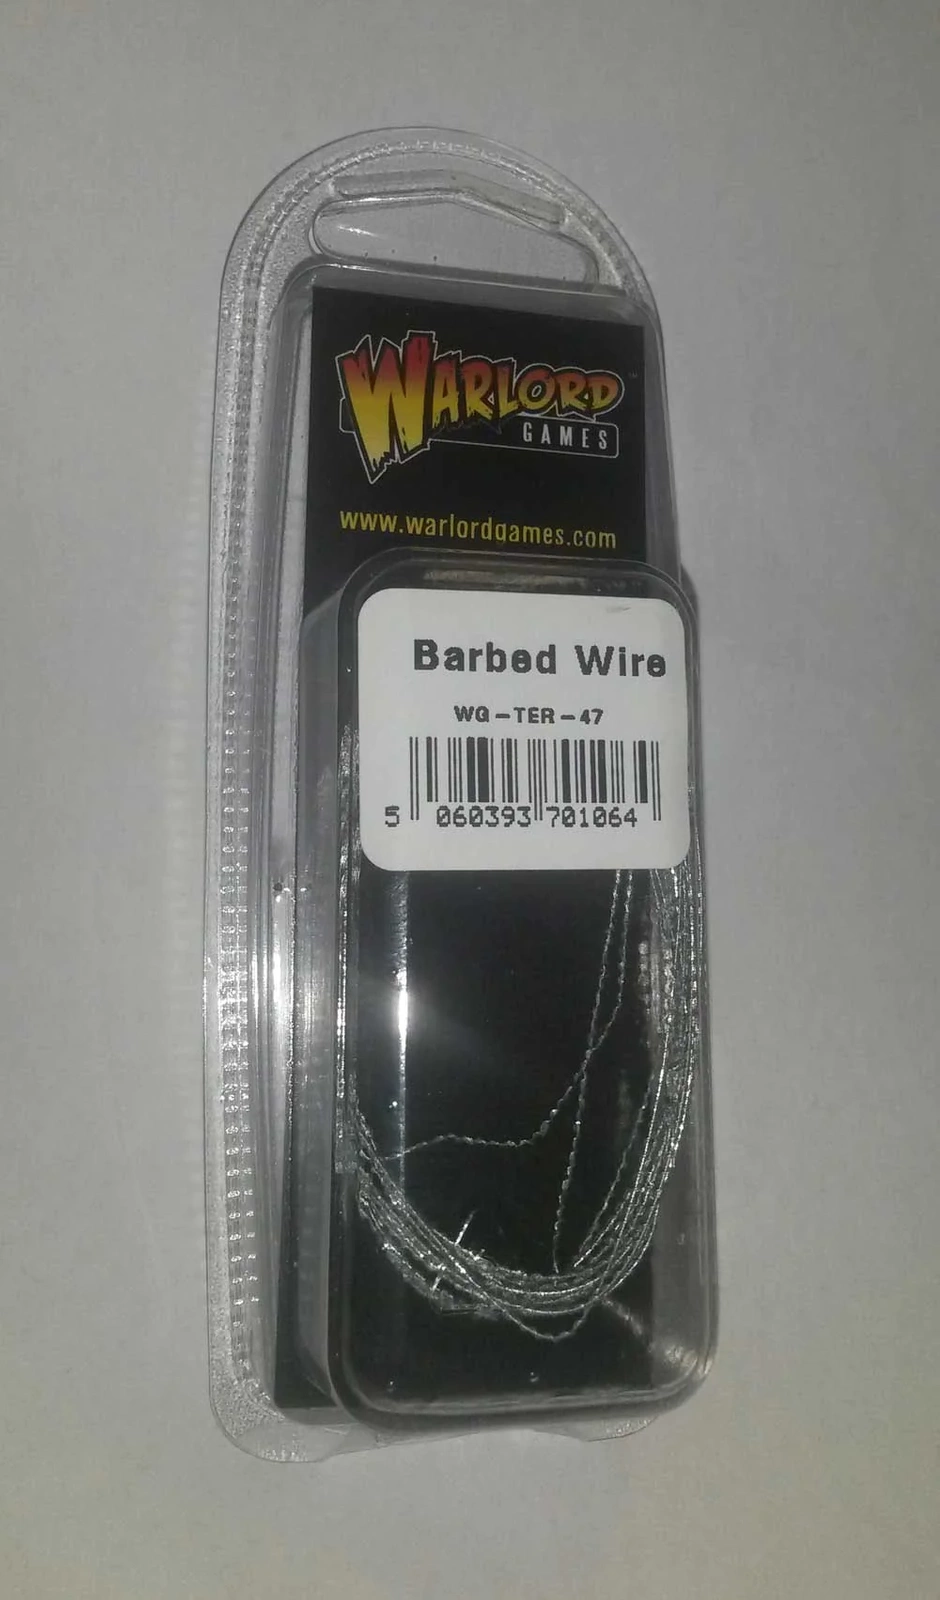 WARLORD
GAMES
www.warlordgames.com
Barbed Wire
WG-TER-47
5 060393 701064